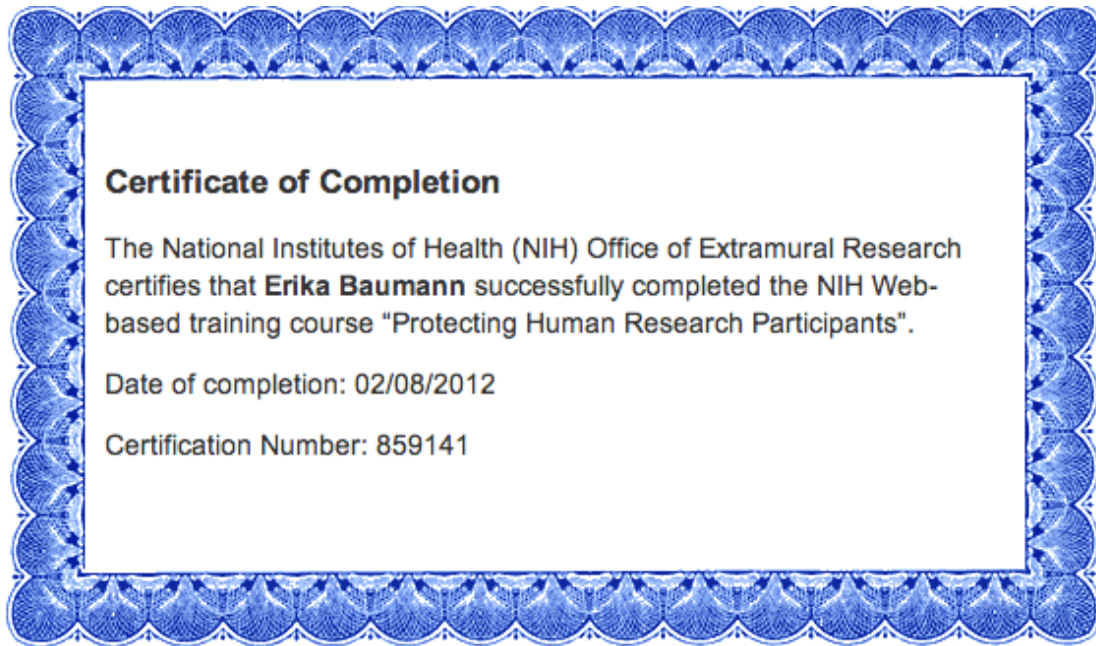 Certificate of Completion
The National Institutes of Health (NIH) Office of Extramural Research
certifies that Erika Baumann successfully completed the NIH Web-
based training course “Protecting Human Research Participants”.
Date of completion: 02/08/2012
Certification Number: 859141